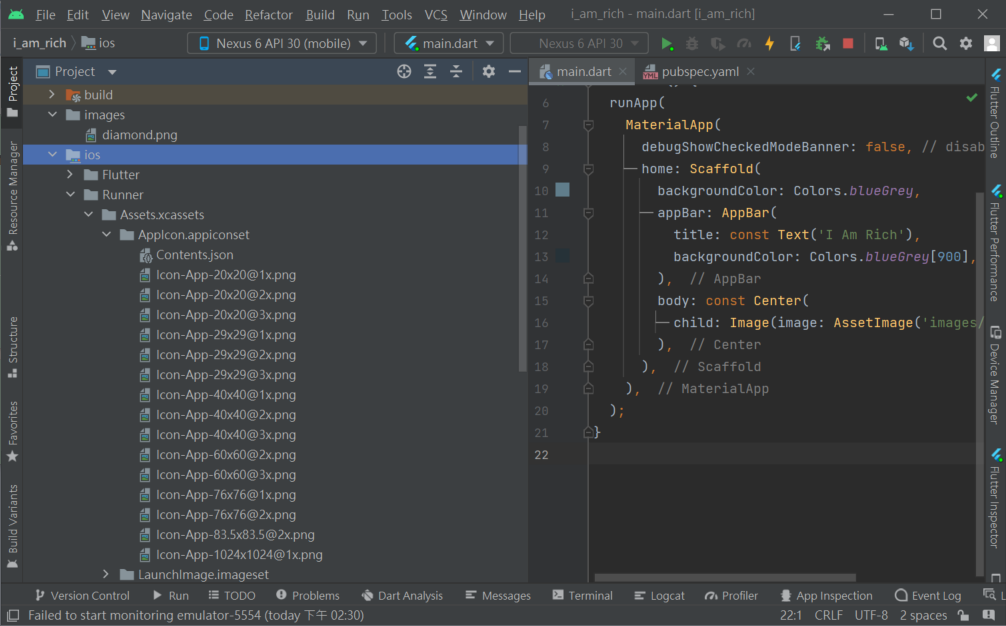 File Edit View Navigate Code Refactor Build Run Tools VCS Window Help i_am_rich - main.dart [i_am_rich]
i_am_rich ios Nexus 6 API 30 (mobile) main.dart Nexus 6 API 30
Project
main.dart
pubspec.yaml
Project
Resource Manager
Structure
Favorites
Build Variants
build
images
diamond.png
ios
Flutter
Runner
Assets.xcassets
AppIcon.appiconset
Contents.json
Icon-App-20x20@1x.png
Icon-App-20x20@2x.png
Icon-App-20x20@3x.png
Icon-App-29x29@1x.png
Icon-App-29x29@2x.png
Icon-App-29x29@3x.png
Icon-App-40x40@1x.png
Icon-App-40x40@2x.png
Icon-App-40x40@3x.png
Icon-App-60x60@2x.png
Icon-App-60x60@3x.png
Icon-App-76x76@1x.png
Icon-App-76x76@2x.png
Icon-App-83.5x83.5@2x.png
Icon-App-1024x1024@1x.png
LaunchImage.imageset
6 runApp(
7 MaterialApp(
8 debugShowCheckedModeBanner: false, // disab
9 home: Scaffold(
10 backgroundColor: Colors.blueGrey,
11 appBar: AppBar(
12 title: const Text('I Am Rich'),
13 backgroundColor: Colors.blueGrey[900],
14 ), // AppBar
15 body: const Center(
16 child: Image(image: AssetImage('images/
17 ), // Center
18 ), // Scaffold
19 ), // MaterialApp
20 );
21 }
22
Flutter Outline
Flutter Performance
Device Manager
Flutter Inspector
Version Control Run TODO Problems Dart Analysis Messages Terminal Logcat Profiler App Inspection Event Log L
Failed to start monitoring emulator-5554 (today 下午 02:30) 22:1 CRLF UTF-8 2 spaces